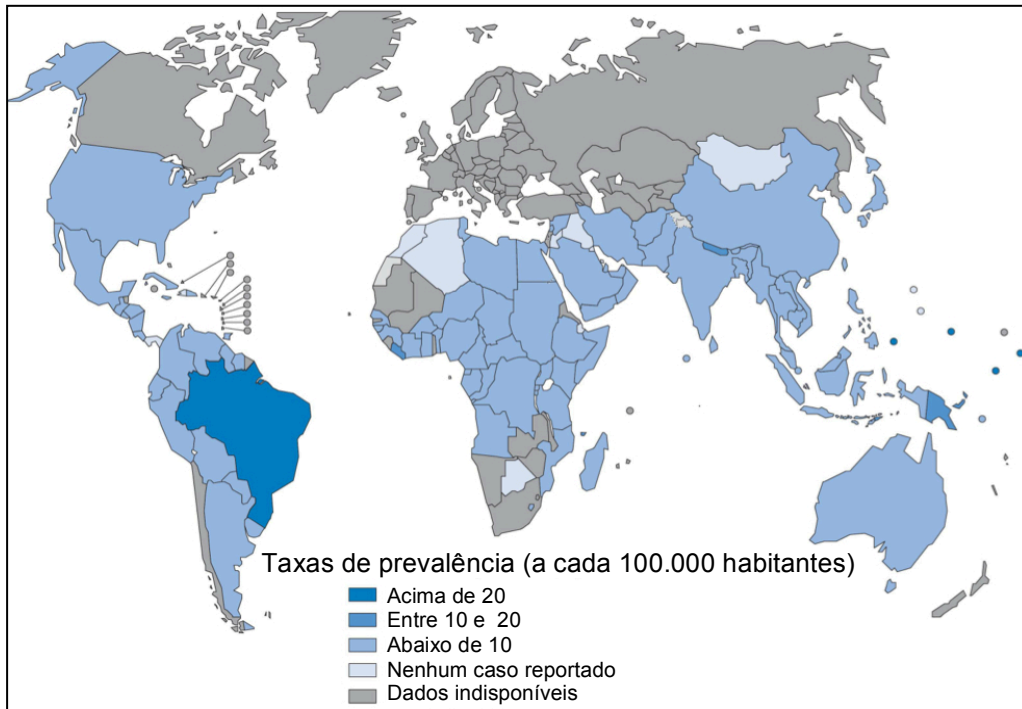 Taxas de prevalência (a cada 100.000 habitantes)
Acima de 20
Entre 10 e 20
Abaixo de 10
Nenhum caso reportado
Dados indisponíveis